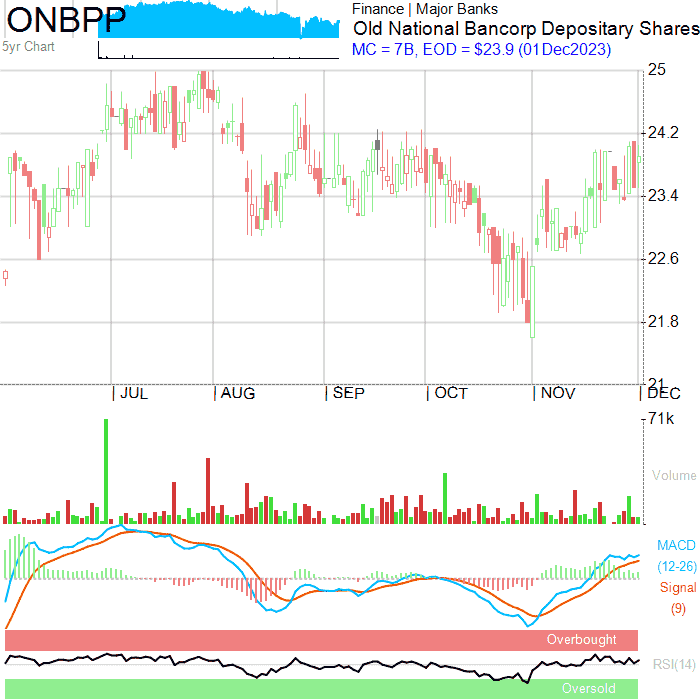 ONBPP
5yr Chart
Finance | Major Banks
Old National Bancorp Depositary Shares
MC = 7B, EOD = $23.9 (01Dec2023)
25
24.2
23.4
22.6
21.8
21
JUL AUG SEP OCT NOV DEC
71k
Volume
MACD
(12-26)
Signal
(9)
Overbought
RSI(14)
Oversold